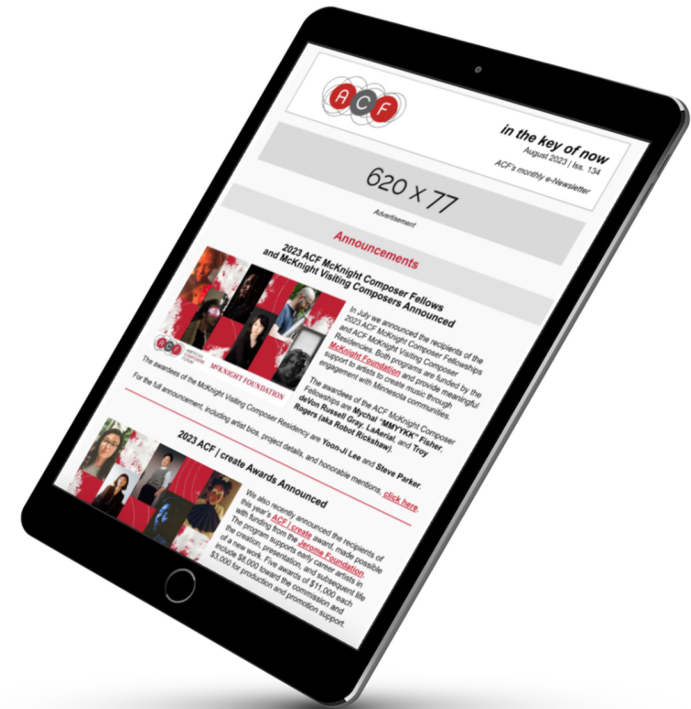 ACF
in the key of now
August 2023 | Iss. 134
ACF's monthly e-Newsletter
620 x 77
Advertisement
Announcements
2023 ACF McKnight Composer Fellows
and McKnight Visiting Composers Announced
In July we announced the recipients of the
2023 ACF McKnight Composer Fellowships
and ACF McKnight Visiting Composer
Residencies. Both programs are funded by the
McKnight Foundation and provide meaningful
support to artists to create music through
engagement with Minnesota communities.
The awardees of the ACF McKnight Composer
Fellowships are Mychal "MMYYKK" Fisher,
deVon Russell Gray, LaAerial, and Troy
Rogers (aka Robot Rickshaw).
ACF
AMERICAN
COMPOSERS
FORUM
MCKNIGHT FOUNDATION
The awardees of the McKnight Visiting Composer Residency are Yoon-Ji Lee and Steve Parker.
For the full announcement, including artist bios, project details, and honorable mentions, click here.
2023 ACF | create Awards Announced
We also recently announced the recipients of
this year's ACF | create award, made possible
with funding from the Jerome Foundation.
The program supports early career artists in
the creation, presentation, and subsequent life
of a new work. Five awards of $11,000 each
include $8,000 toward the commission and
$3,000 for production and promotion support.